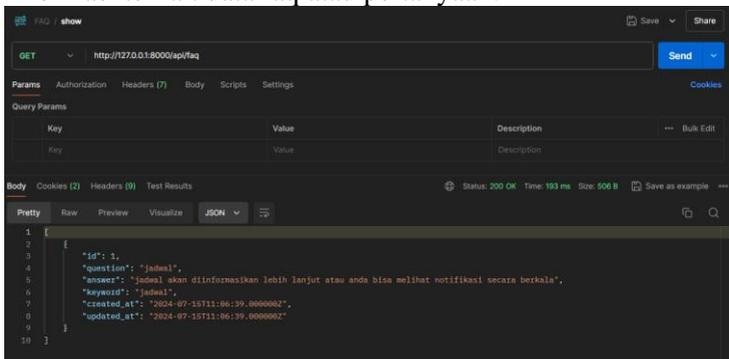 FAQ / show
Save
Share
GET
http://127.0.0.1:8000/api/faq
Send
Params Authorization Headers (7) Body Scripts Settings
Cookies
Query Params
Key Value Description ••• Bulk Edit
Key Value Description
Body Cookies (2) Headers (9) Test Results
Status: 200 OK Time: 193 ms Size: 506 B Save as example •••
Pretty Raw Preview Visualize JSON
1 [
2 {
3 "id": 1,
4 "question": "jadwal",
5 "answer": "jadwal akan diinformasikan lebih lanjut atau anda bisa melihat notifikasi secara berkala",
6 "keyword": "jadwal",
7 "created_at": "2024-07-15T11:06:39.000000Z",
8 "updated_at": "2024-07-15T11:06:39.000000Z"
9 }
10 ]